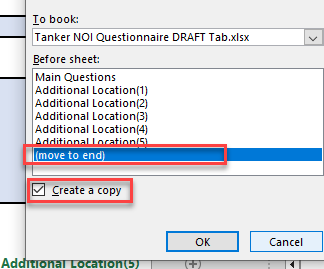 To book:
Tanker NOI Questionnaire DRAFT Tab.xlsx
Before sheet:
Main Questions
Additional Location(1)
Additional Location(2)
Additional Location(3)
Additional Location(4)
Additional Location(5)
(move to end)
Create a copy
OK
Cancel
Additional Location(5)